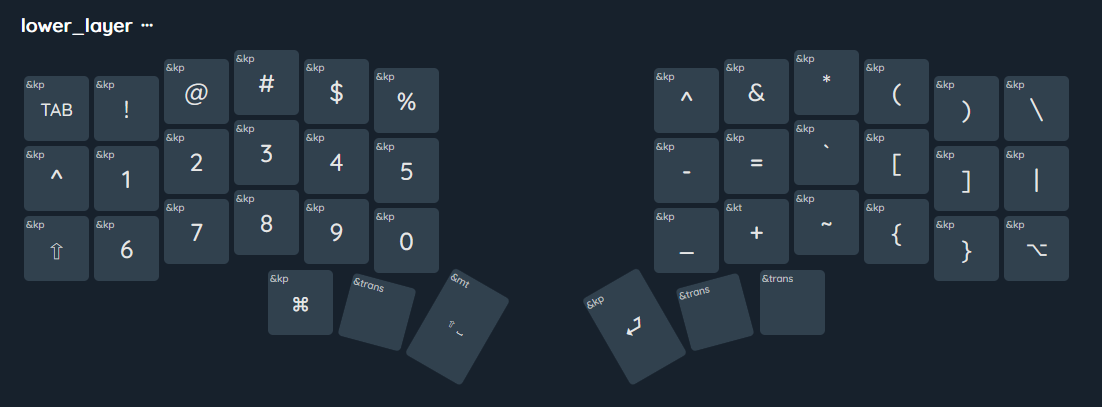 lower_layer ···
&kp TAB &kp ! &kp @ &kp # &kp $ &kp % &kp ^ &kp & &kp * &kp ( &kp ) &kp \
&kp ^ &kp 1 &kp 2 &kp 3 &kp 4 &kp 5 &kp - &kp = &kp ` &kp [ &kp ] &kp |
&kp ⇧ &kp 6 &kp 7 &kp 8 &kp 9 &kp 0 &kp _ &kt + &kp ~ &kp { &kp } &kp ⌥
&kp ⌘ &trans &mt ⇧ ⎵ &kp ⏎ &trans &trans